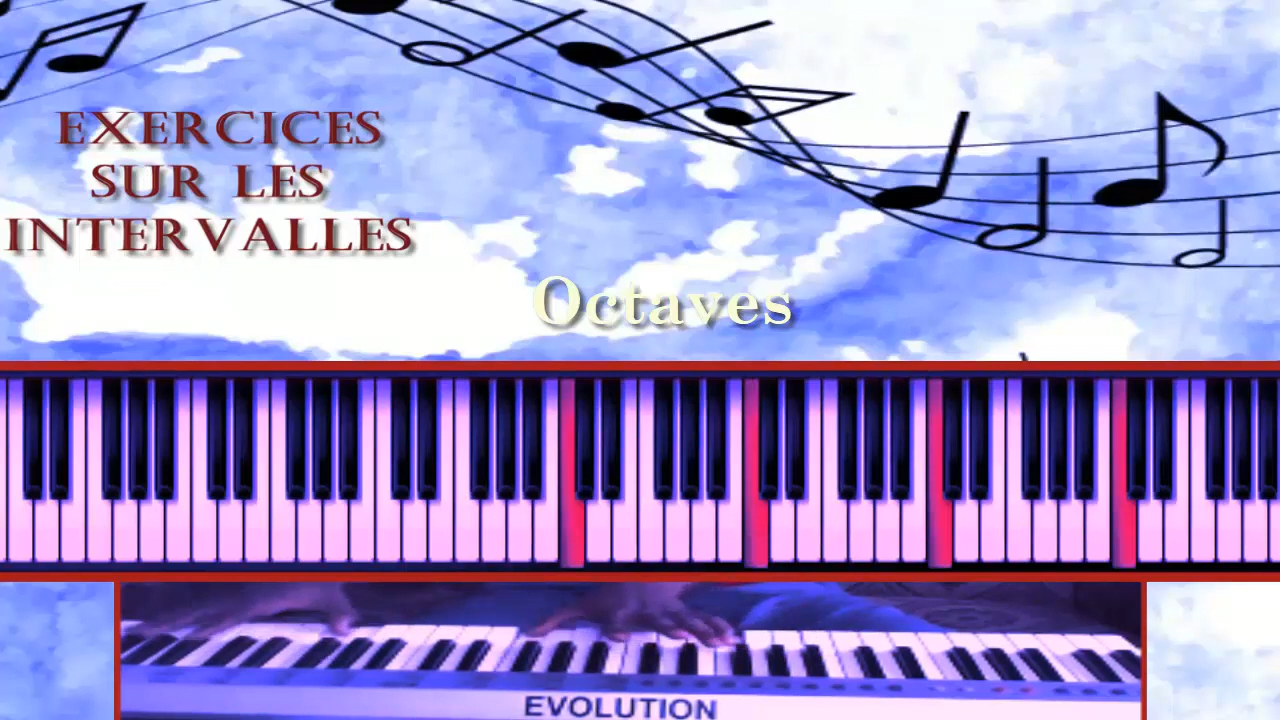 EXERCICES
SUR LES
INTERVALLES
Octaves
EVOLUTION